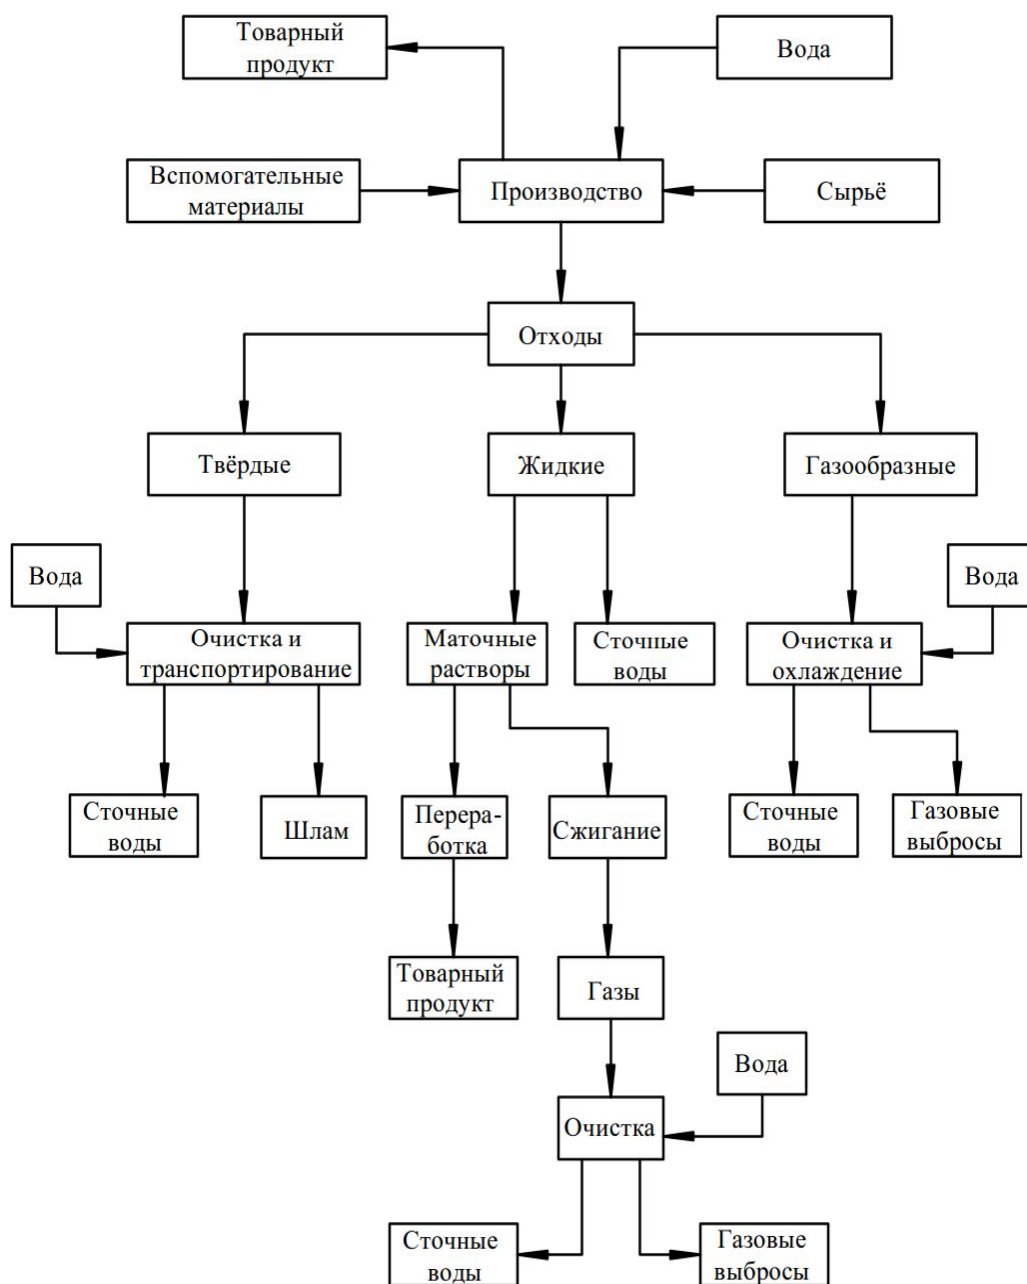 Товарный
продукт
Вода
Вспомогательные
материалы
Производство
Сырьё
Отходы
Твёрдые
Жидкие
Газообразные
Вода
Вода
Очистка и
транспортирование
Маточные
растворы
Сточные
воды
Очистка и
охлаждение
Сточные
воды
Шлам
Перера-
ботка
Сжигание
Сточные
воды
Газовые
выбросы
Товарный
продукт
Газы
Вода
Очистка
Сточные
воды
Газовые
выбросы